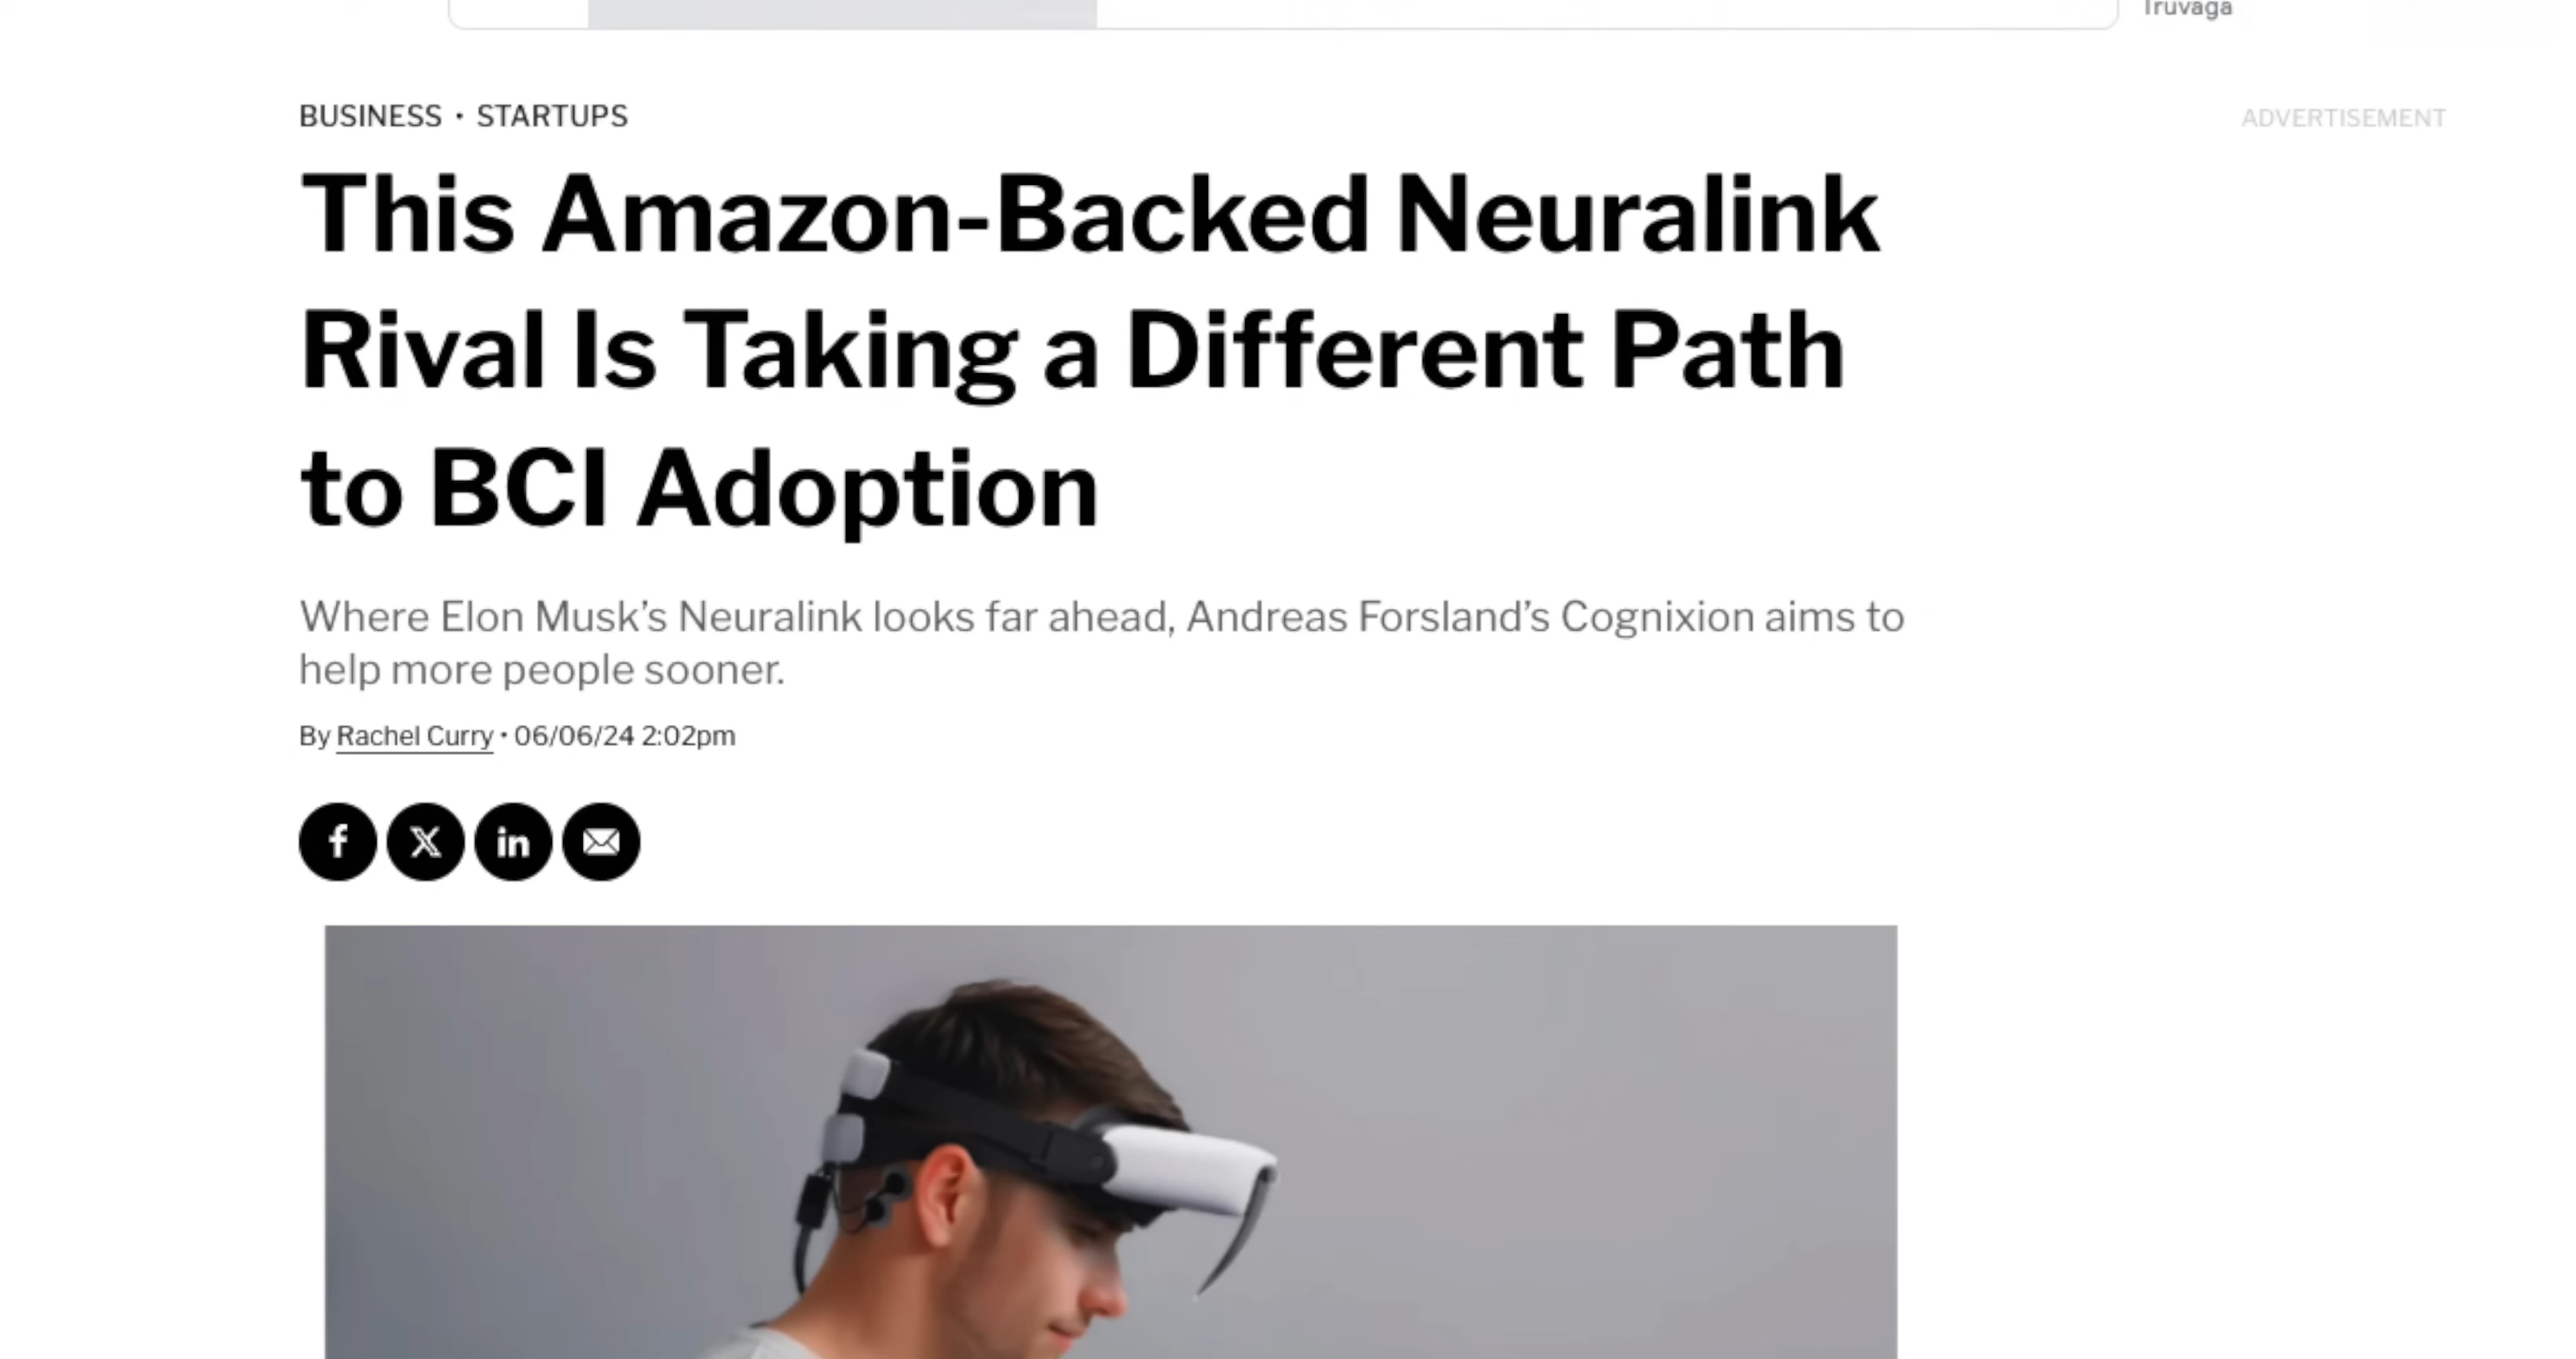 Truvaga
BUSINESS • STARTUPS
ADVERTISEMENT
This Amazon-Backed Neuralink
Rival Is Taking a Different Path
to BCI Adoption
Where Elon Musk’s Neuralink looks far ahead, Andreas Forsland’s Cognixion aims to
help more people sooner.
By Rachel Curry • 06/06/24 2:02pm
f X in